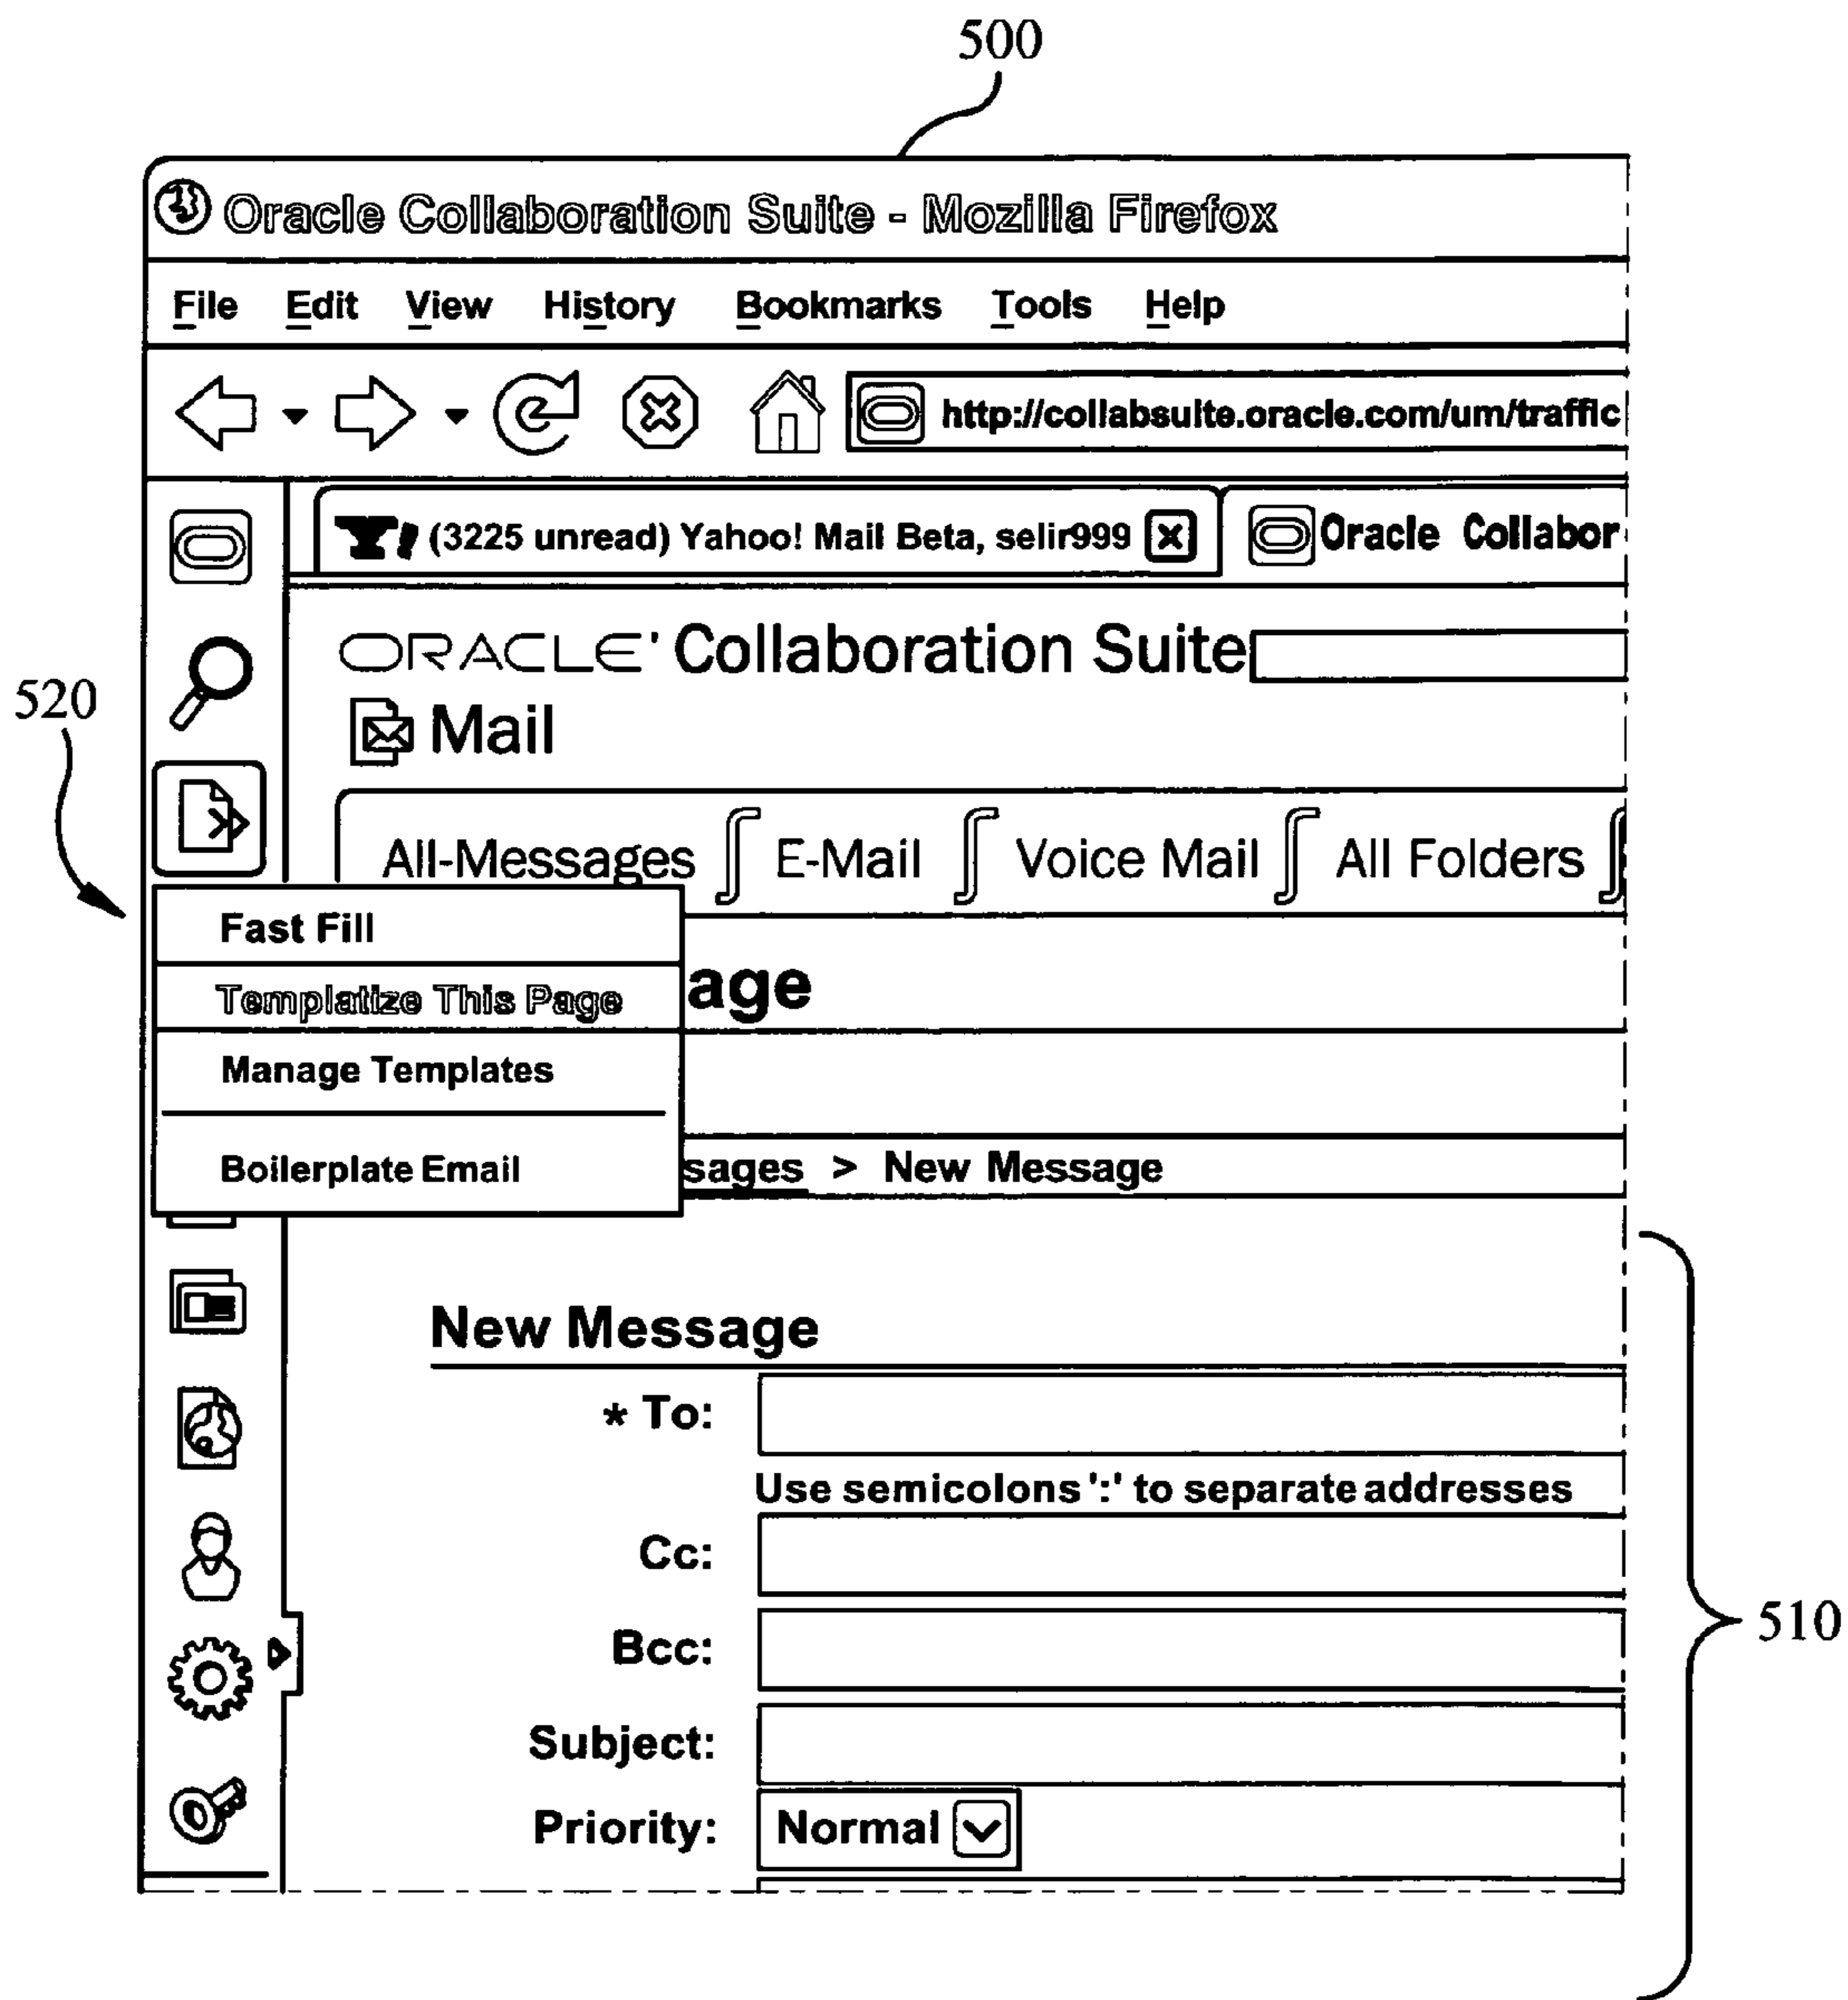 500
Oracle Collaboration Suite - Mozilla Firefox
File Edit View History Bookmarks Tools Help
http://collabsuite.oracle.com/um/traffic
(3225 unread) Yahoo! Mail Beta, selir999 Oracle Collabor
ORACLE' Collaboration Suite
520
Mail
All-Messages E-Mail Voice Mail All Folders
Fast Fill
Templatize This Page age
Manage Templates
Boilerplate Email sages > New Message
New Message
* To:
Use semicolons ':' to separate addresses
Cc:
Bcc:
510
Subject:
Priority: Normal